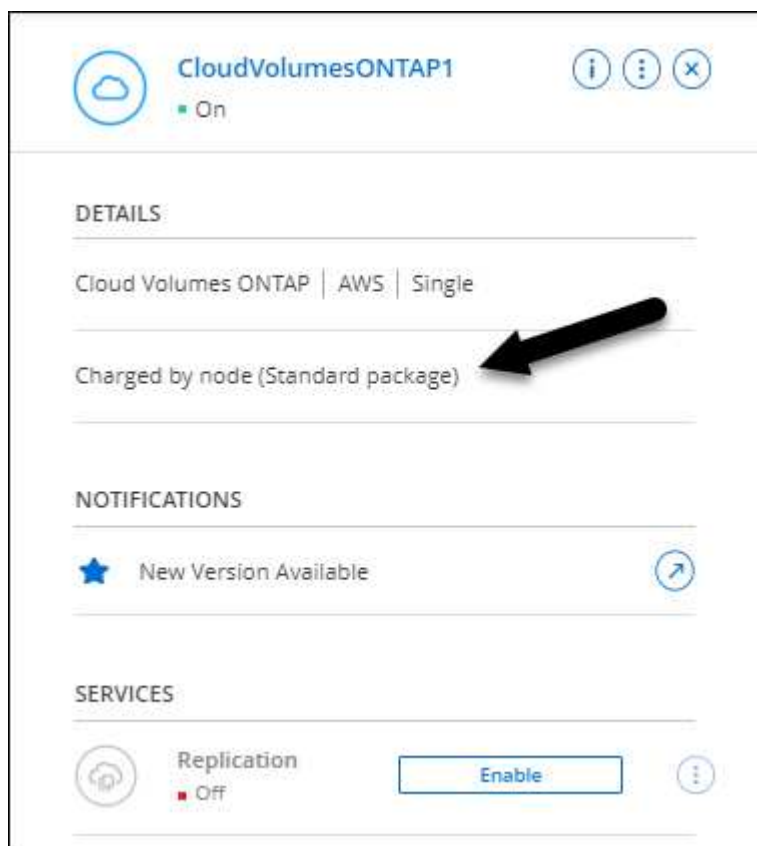 CloudVolumesONTAP1
On
DETAILS
Cloud Volumes ONTAP | AWS | Single
Charged by node (Standard package)
NOTIFICATIONS
New Version Available
SERVICES
Replication
Enable
Off